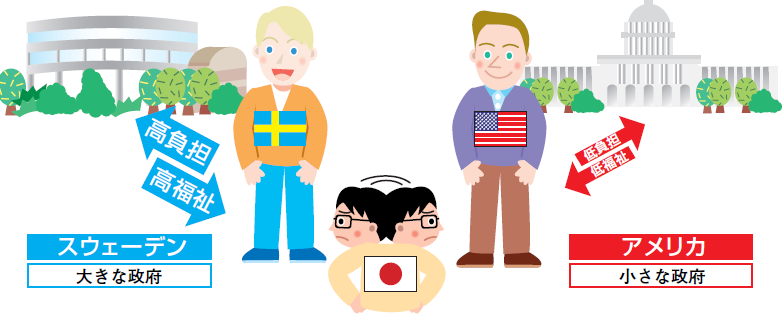 高負担
高福祉
スウェーデン
大きな政府
低負担
低福祉
アメリカ
小さな政府